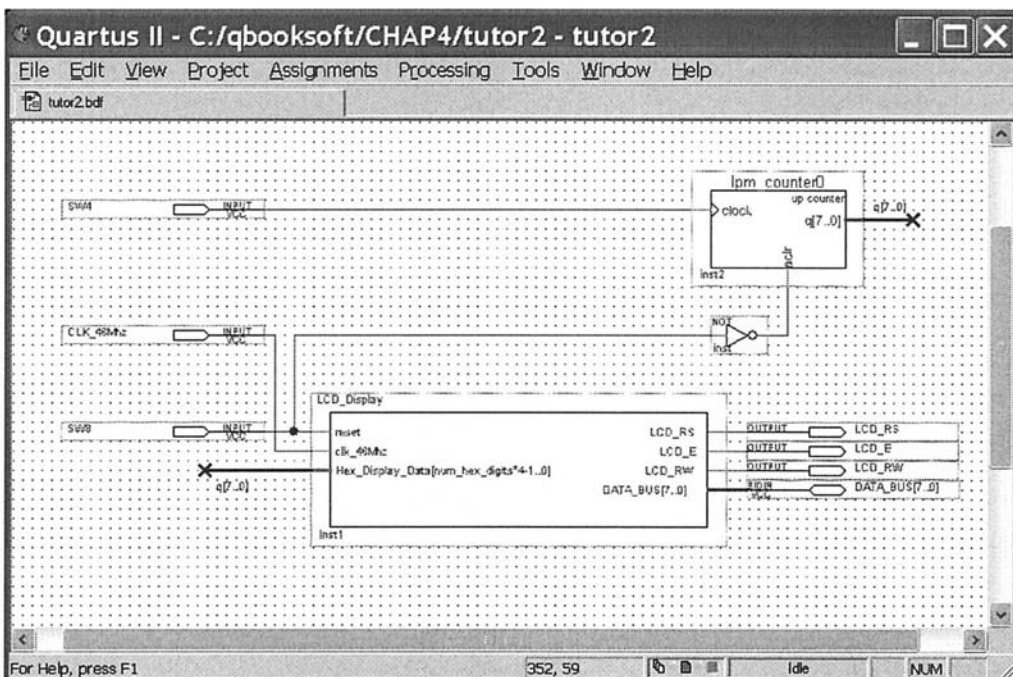 Quartus II - C:/qbooksoft/CHAP4/tutor2 - tutor2
File Edit View Project Assignments Processing Tools Window Help
tutor2.bdf
lpm_counter0
SW4
INPUT
VCC
up counter
clock
q[7..0]
q[7..0]
aclr
inst2
CLK_48Mhz
INPUT
VCC
NOT
inst
LCD_Display
SW8
INPUT
VCC
reset
LCD_RS
OUTPUT
LCD_RS
clk_48Mhz
LCD_E
OUTPUT
LCD_E
Hex_Display_Data[num_hex_digits*4-1..0]
LCD_RW
OUTPUT
LCD_RW
q[7..0]
DATA_BUS[7..0]
BIDIR
VCC
DATA_BUS[7..0]
inst1
For Help, press F1
352, 59
Idle
NUM